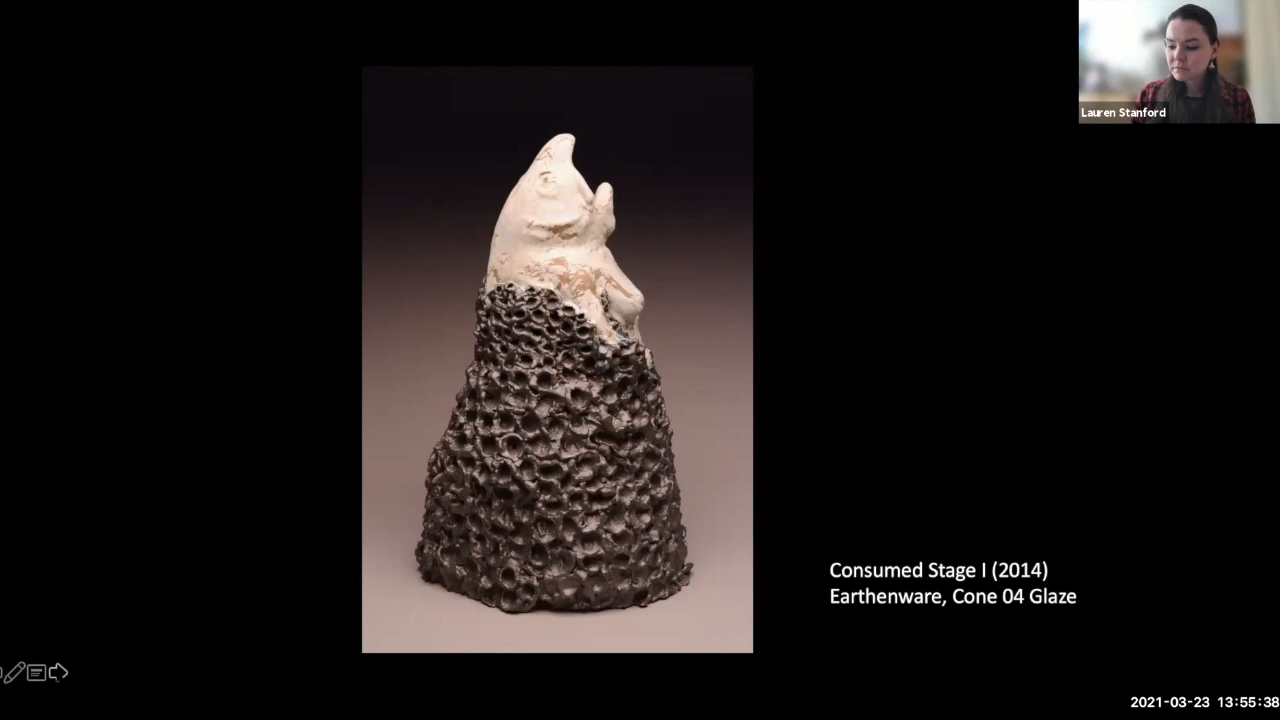 Lauren Stanford
Consumed Stage I (2014)
Earthenware, Cone 04 Glaze
2021-03-23 13:55:38